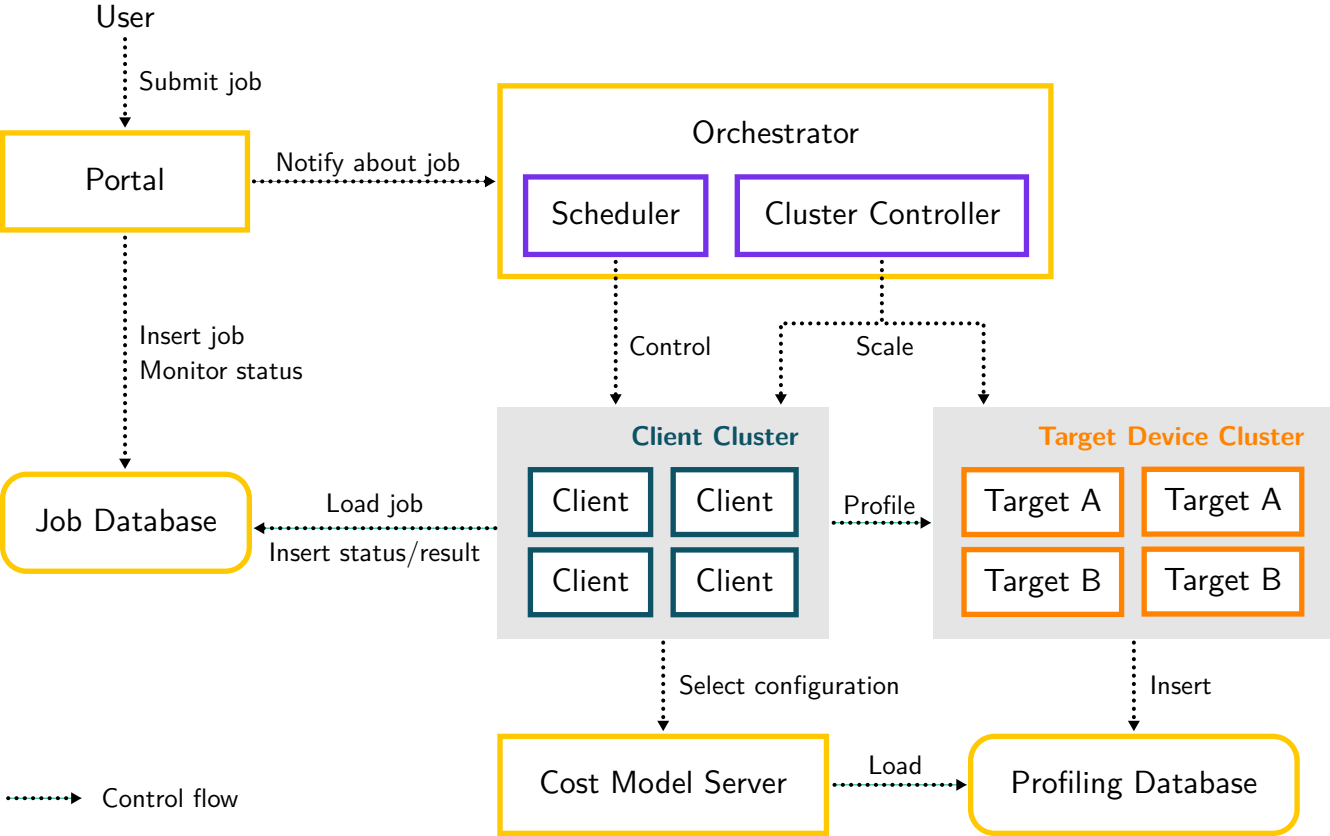 User
Submit job
Portal
Notify about job
Orchestrator
Scheduler
Cluster Controller
Insert job
Monitor status
Control
Scale
Client Cluster
Client
Client
Client
Client
Target Device Cluster
Target A
Target A
Target B
Target B
Job Database
Load job
Insert status/result
Profile
Select configuration
Insert
Cost Model Server
Load
Profiling Database
Control flow